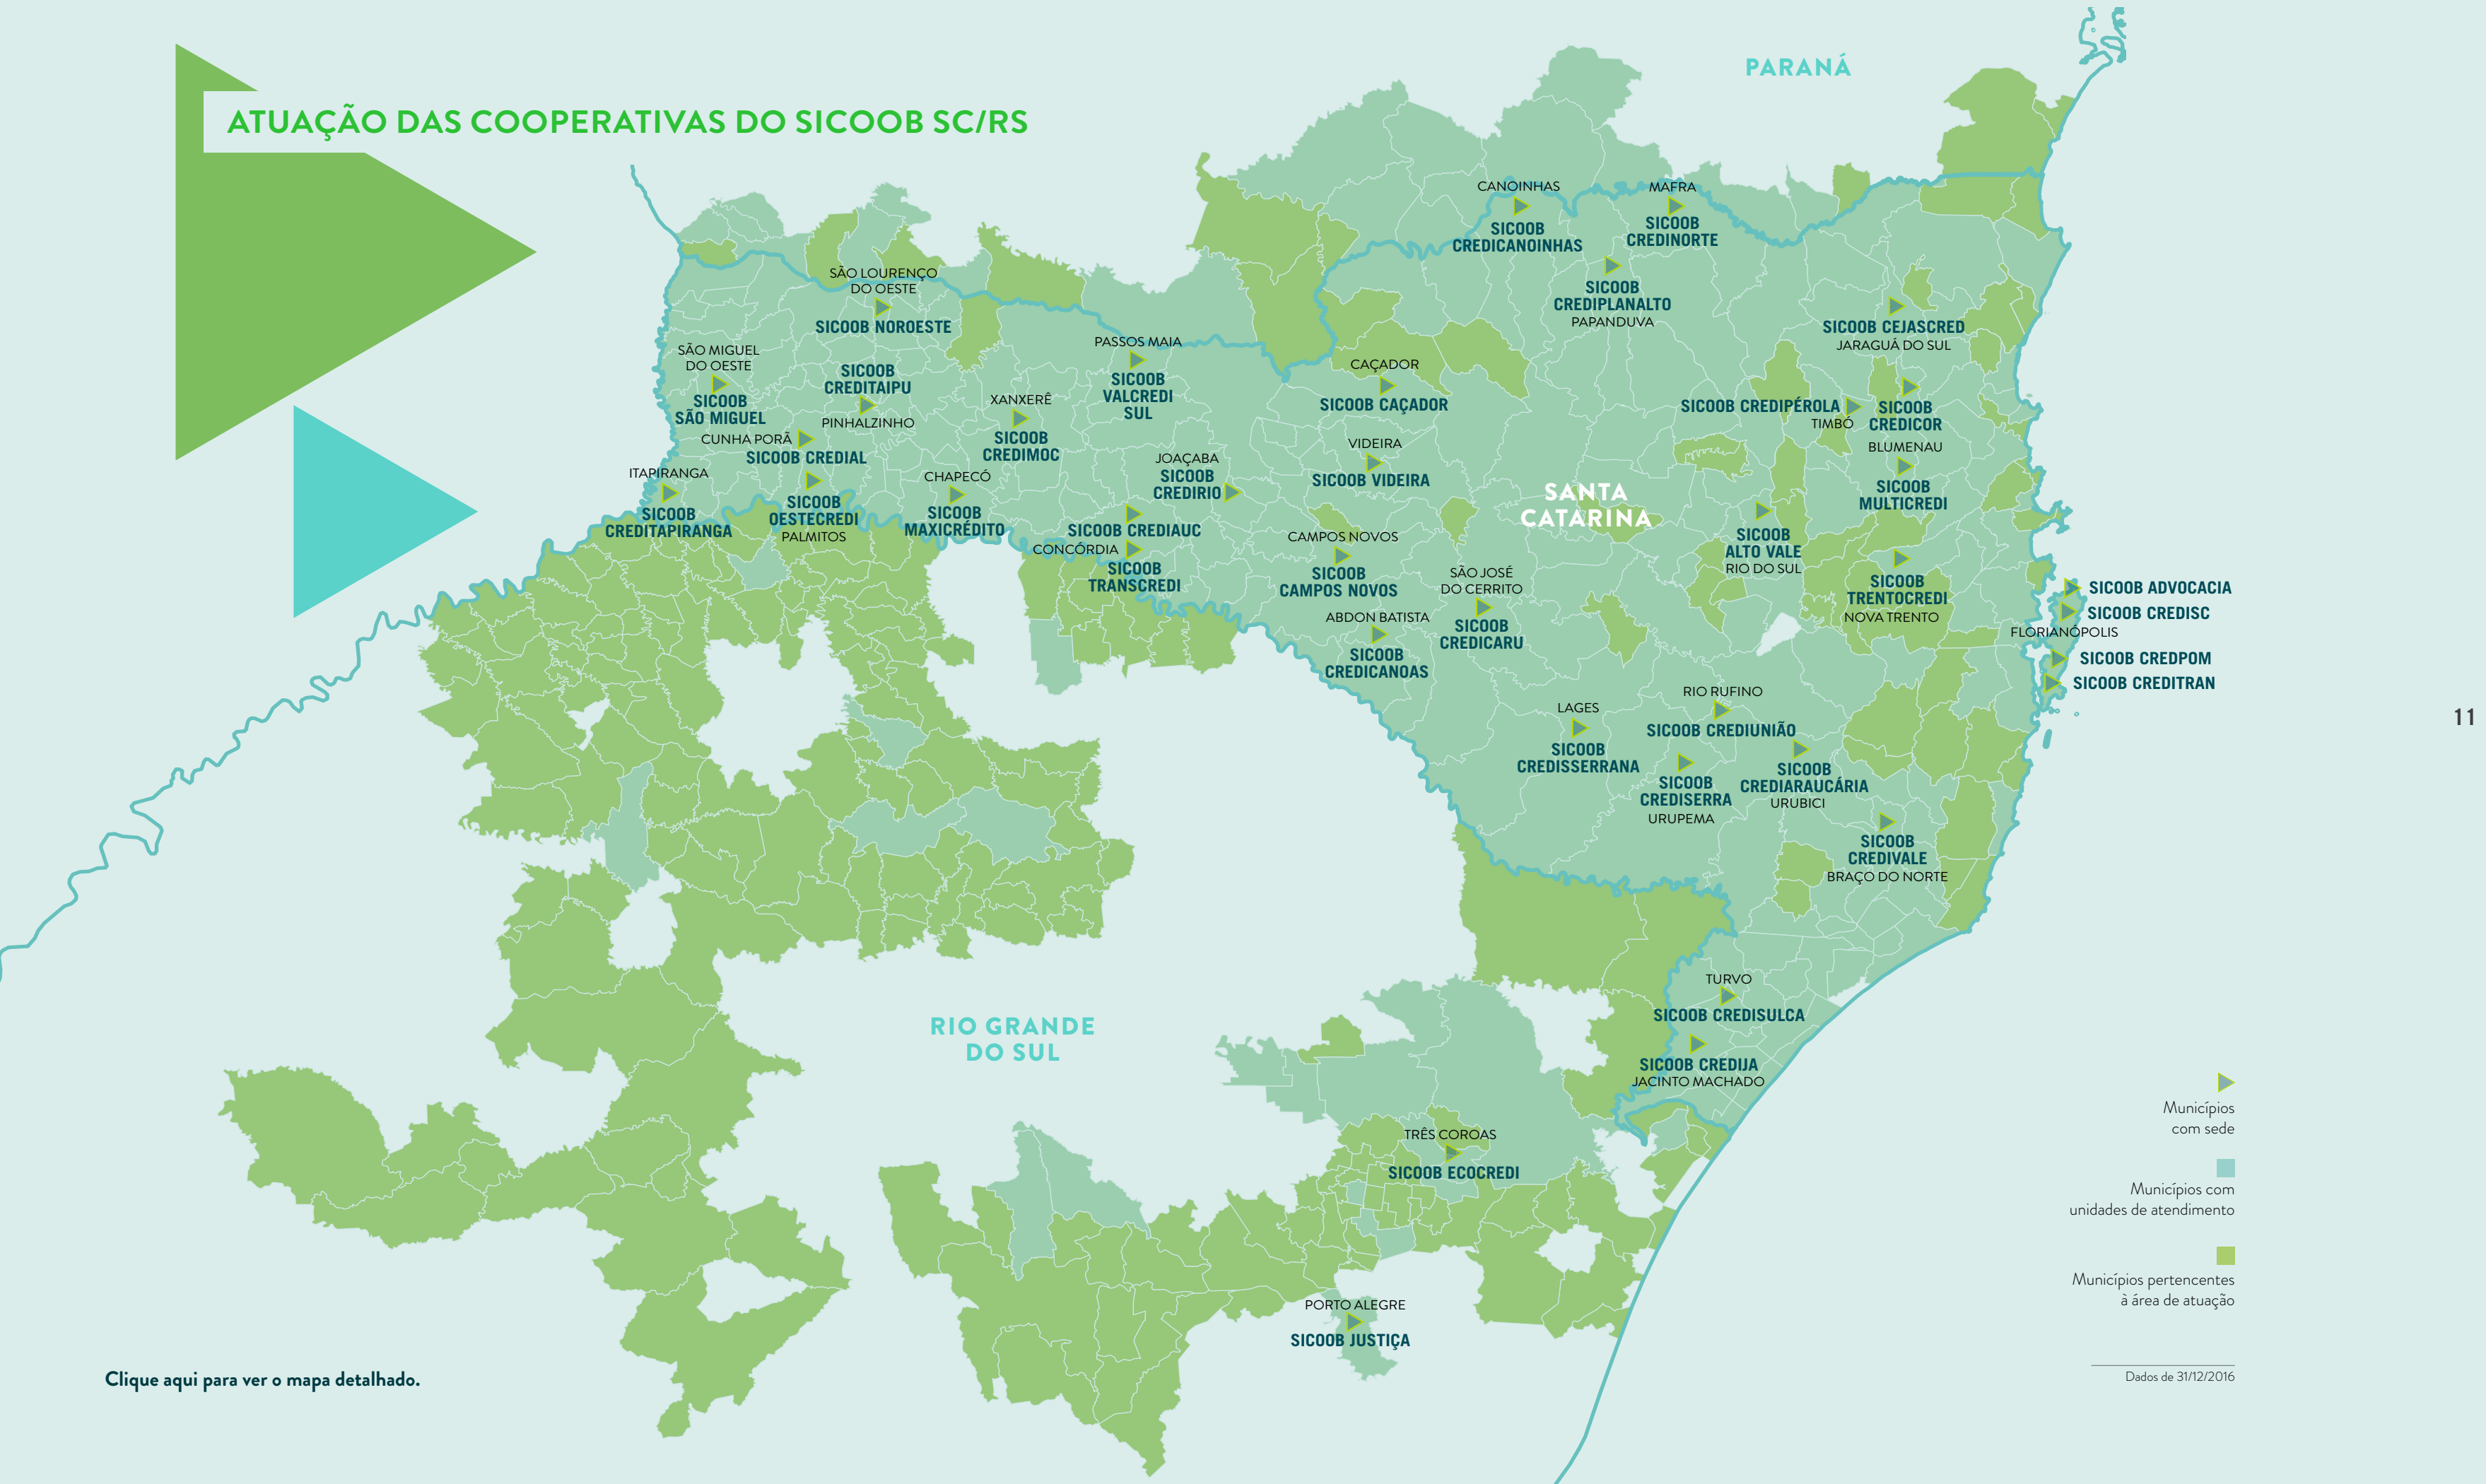 PARANÁ
ATUAÇÃO DAS COOPERATIVAS DO SICOOB SC/RS
CANOINHAS
SICOOB
CREDICANOINHAS
MAFRA
SICOOB
CREDINORTE
SICOOB
CREDIPLANALTO
PAPANDUVA
SÃO LOURENÇO
DO OESTE
SICOOB NOROESTE
SICOOB CEJASCRED
JARAGUÁ DO SUL
SÃO MIGUEL
DO OESTE
SICOOB
SÃO MIGUEL
SICOOB
CREDITAIPU
PINHALZINHO
PASSOS MAIA
SICOOB
VALCREDI
SUL
CAÇADOR
SICOOB CAÇADOR
XANXERÊ
SICOOB
CREDIMOC
SICOOB CREDIPÉROLA
TIMBÓ
SICOOB
CREDICOR
BLUMENAU
SICOOB
MULTICREDI
CUNHA PORÃ
SICOOB CREDIAL
VIDEIRA
SICOOB VIDEIRA
JOAÇABA
SICOOB
CREDIRIO
ITAPIRANGA
SICOOB
CREDITAPIRANGA
SICOOB
OESTECREDI
PALMITOS
CHAPECÓ
SICOOB
MAXICRÉDITO
SANTA
CATARINA
SICOOB CREDIAUC
CONCÓRDIA
SICOOB
TRANSCREDI
CAMPOS NOVOS
SICOOB
CAMPOS NOVOS
SICOOB
ALTO VALE
RIO DO SUL
SÃO JOSÉ
DO CERRITO
SICOOB
CREDICARU
SICOOB
TRENTOCREDI
NOVA TRENTO
SICOOB ADVOCACIA
SICOOB CREDISC
FLORIANÓPOLIS
SICOOB CREDPOM
SICOOB CREDITRAN
ABDON BATISTA
SICOOB
CREDICANOAS
RIO RUFINO
SICOOB CREDIUNIÃO
LAGES
SICOOB
CREDISSERRANA
SICOOB
CREDISERRA
URUPEMA
SICOOB
CREDIARAUCÁRIA
URUBICI
11
SICOOB
CREDIVALE
BRAÇO DO NORTE
TURVO
SICOOB CREDISULCA
RIO GRANDE
DO SUL
SICOOB CREDIJA
JACINTO MACHADO
TRÊS COROAS
SICOOB ECOCREDI
Municípios
com sede
Municípios com
unidades de atendimento
Municípios pertencentes
à área de atuação
PORTO ALEGRE
SICOOB JUSTIÇA
Clique aqui para ver o mapa detalhado.
Dados de 31/12/2016